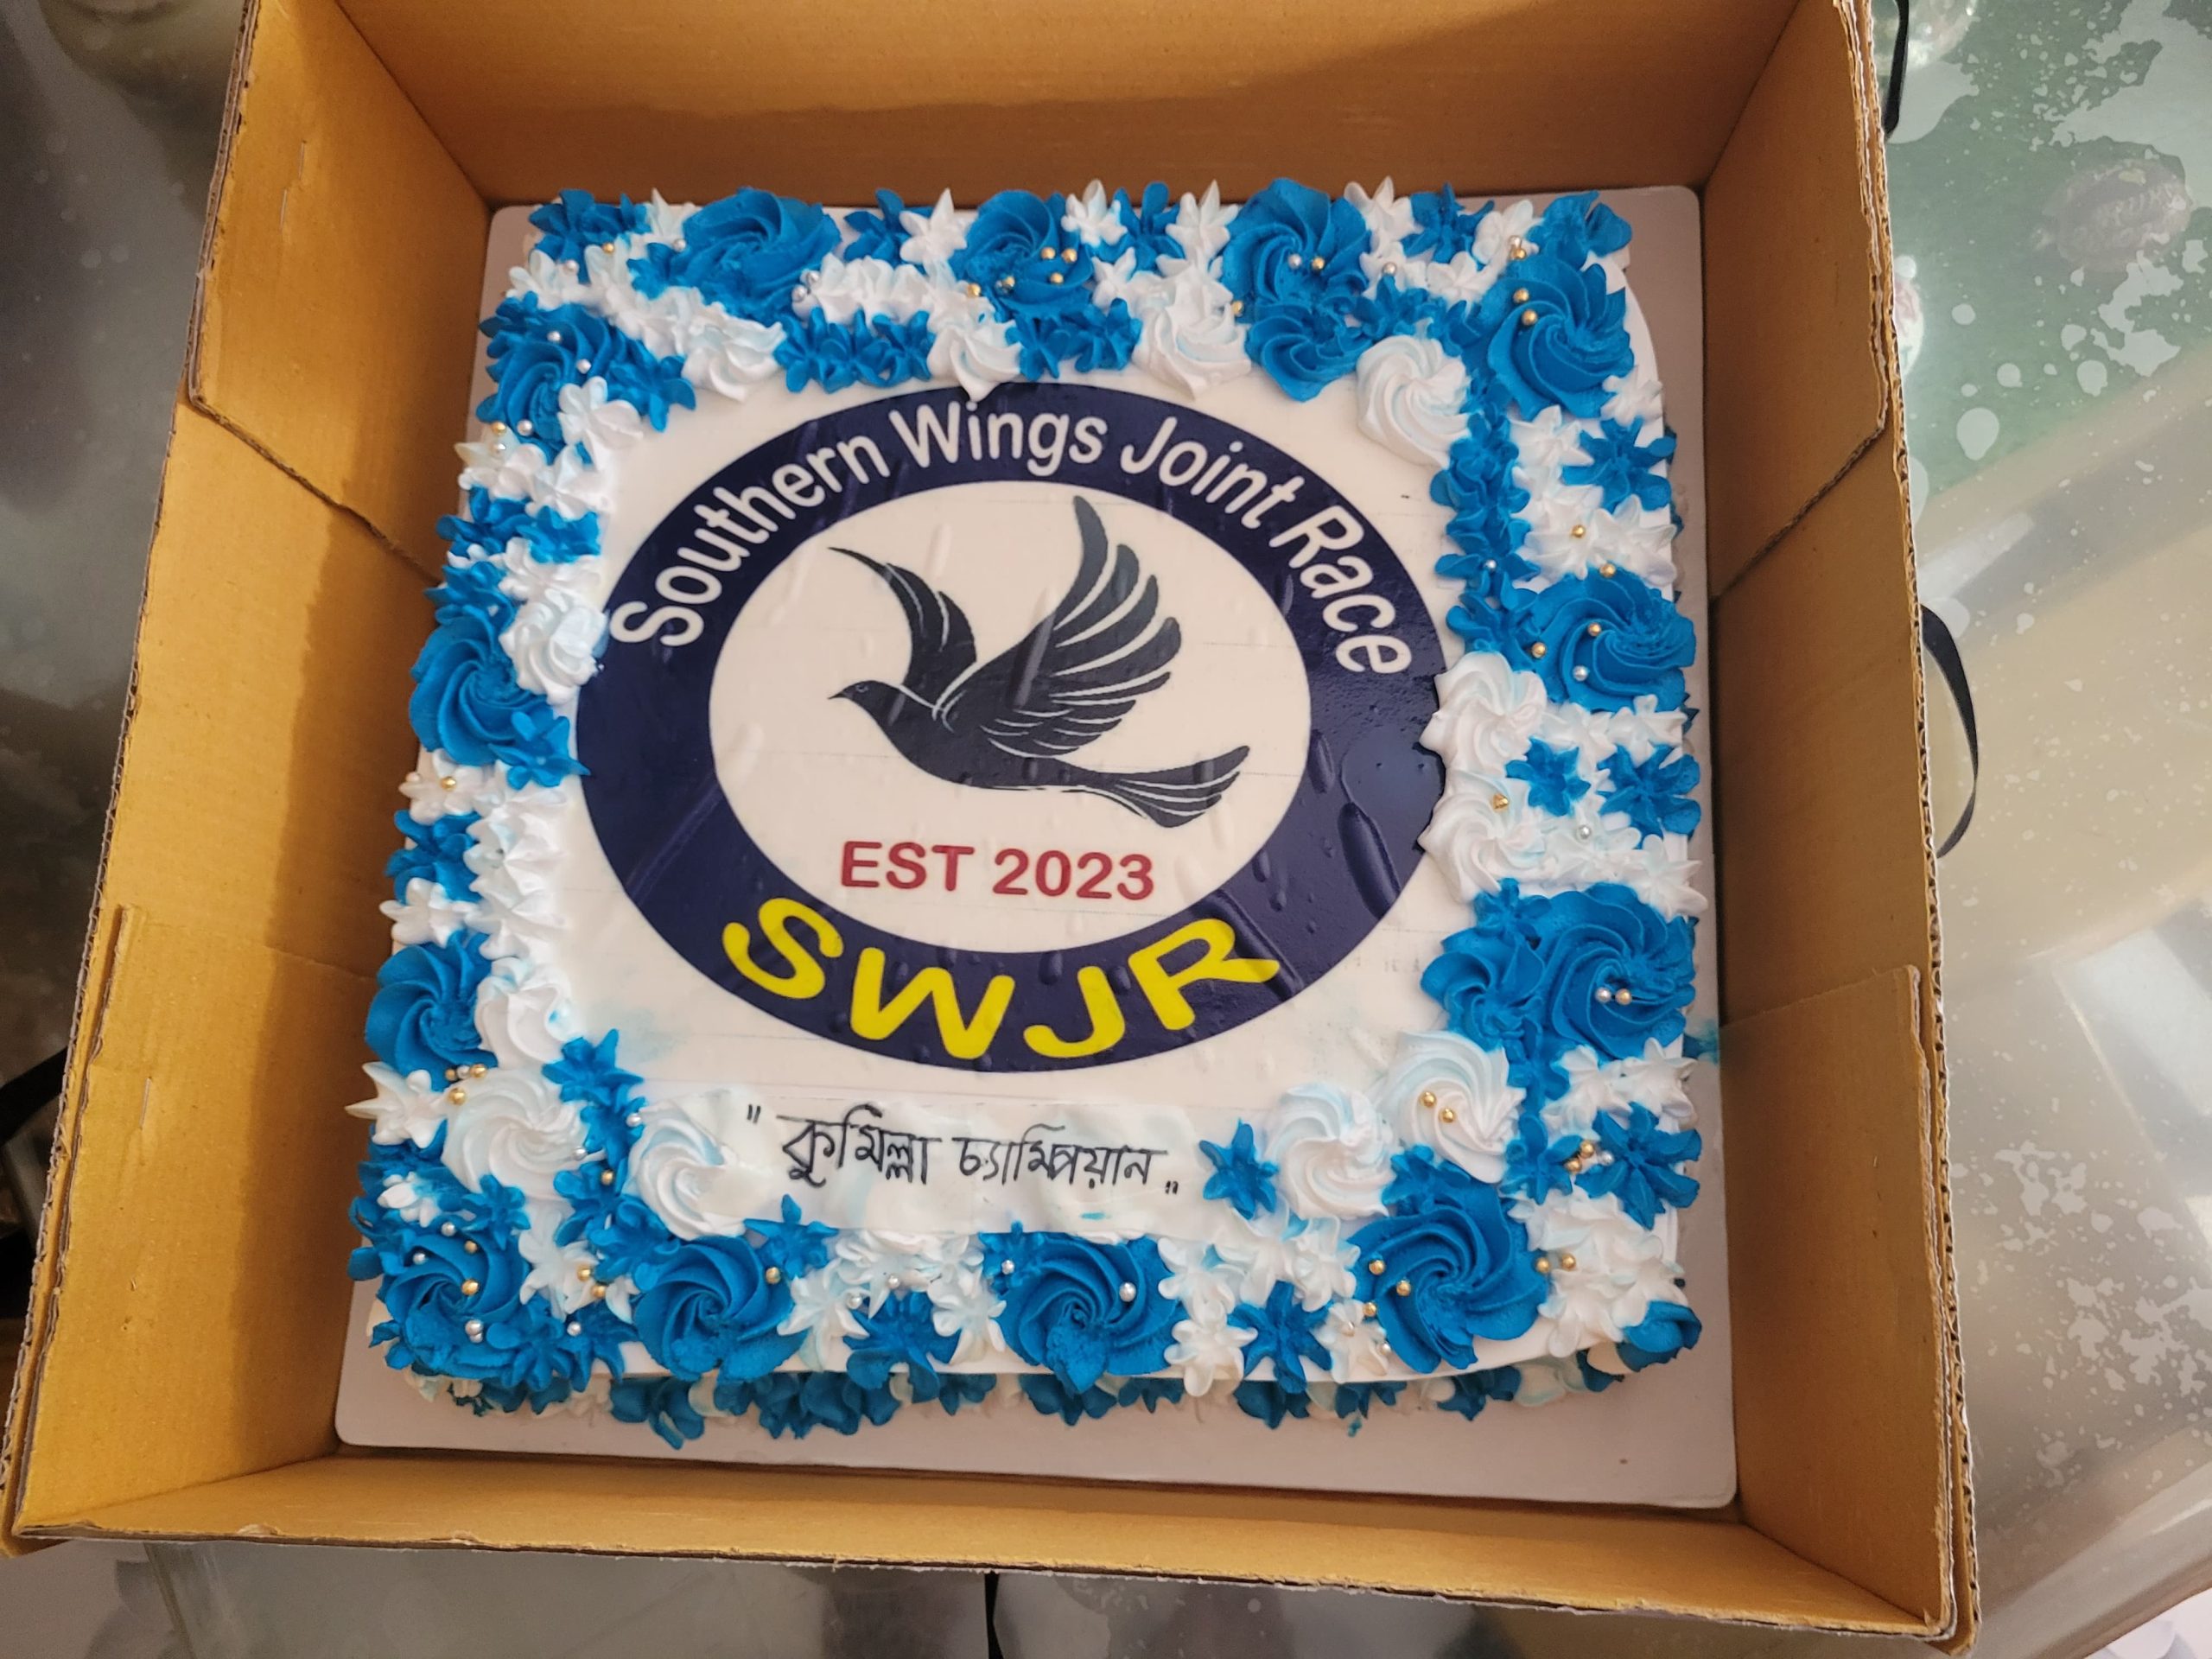 Southern Wings Joint Race
EST 2023
SWJR
"কুমিল্লা চ্যাম্পিয়ান"